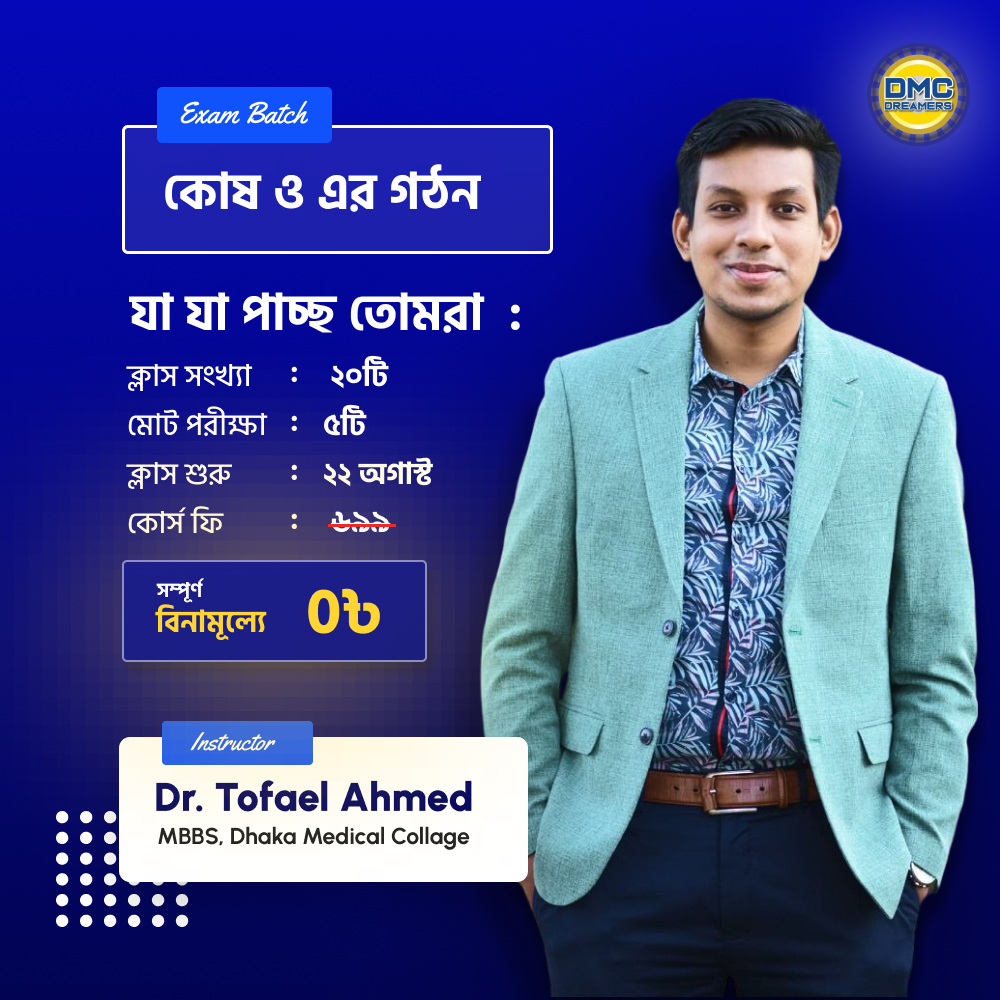 DMC
DREAMERS
Exam Batch
কোষ ও এর গঠন
যা যা পাচ্ছ তোমরা :
ক্লাস সংখ্যা : ২০টি
মোট পরীক্ষা : ৫টি
ক্লাস শুরু : ২২ অগাস্ট
কোর্স ফি : ৬৯৯
সম্পূর্ণ
বিনামূল্যে
0৳
Instructor
Dr. Tofael Ahmed
MBBS, Dhaka Medical Collage